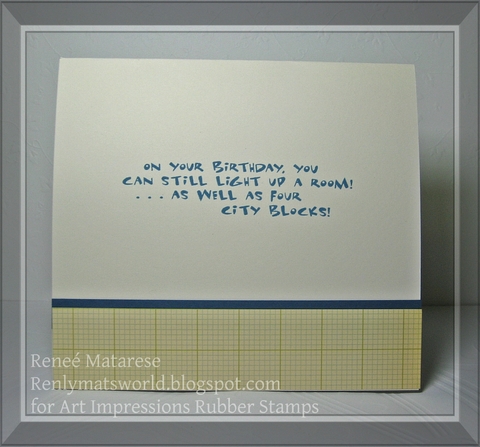 ON YOUR BIRTHDAY, YOU
CAN STILL LIGHT UP A ROOM!
. . . AS WELL AS FOUR
CITY BLOCKS!
Reneé Matarese
Renlymatsworld.blogspot.com
for Art Impressions Rubber Stamps